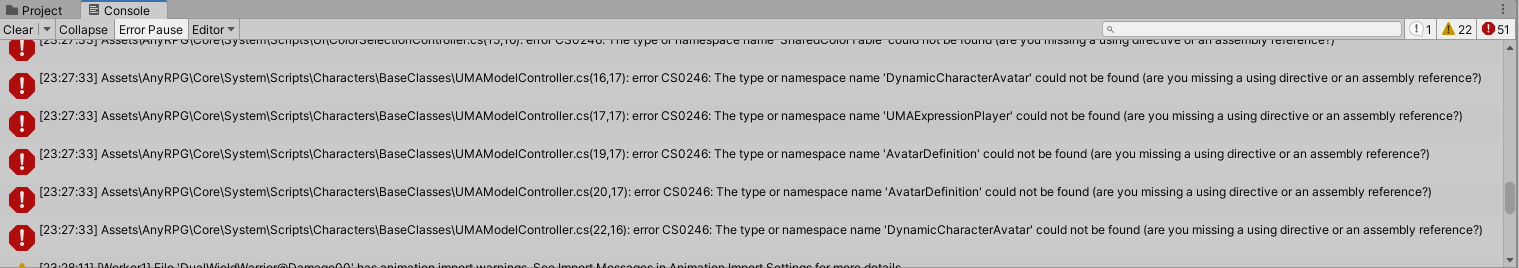 Project Console
Clear Collapse Error Pause Editor 1 22 51
[23:27:33] Assets\AnyRPG\Core\System\Scripts\UI\ColorSelectionController.cs(15,16): error CS0246: The type or namespace name 'SharedColorTable' could not be found (are you missing a using directive or an assembly reference?)
[23:27:33] Assets\AnyRPG\Core\System\Scripts\Characters\BaseClasses\UMAModelController.cs(16,17): error CS0246: The type or namespace name 'DynamicCharacterAvatar' could not be found (are you missing a using directive or an assembly reference?)
[23:27:33] Assets\AnyRPG\Core\System\Scripts\Characters\BaseClasses\UMAModelController.cs(17,17): error CS0246: The type or namespace name 'UMAExpressionPlayer' could not be found (are you missing a using directive or an assembly reference?)
[23:27:33] Assets\AnyRPG\Core\System\Scripts\Characters\BaseClasses\UMAModelController.cs(19,17): error CS0246: The type or namespace name 'AvatarDefinition' could not be found (are you missing a using directive or an assembly reference?)
[23:27:33] Assets\AnyRPG\Core\System\Scripts\Characters\BaseClasses\UMAModelController.cs(20,17): error CS0246: The type or namespace name 'AvatarDefinition' could not be found (are you missing a using directive or an assembly reference?)
[23:27:33] Assets\AnyRPG\Core\System\Scripts\Characters\BaseClasses\UMAModelController.cs(22,16): error CS0246: The type or namespace name 'DynamicCharacterAvatar' could not be found (are you missing a using directive or an assembly reference?)
[23:28:11] [Worker1] File 'DualWieldWarrior@Damage00' has animation import warnings. See Import Messages in Animation Import Settings for more details.